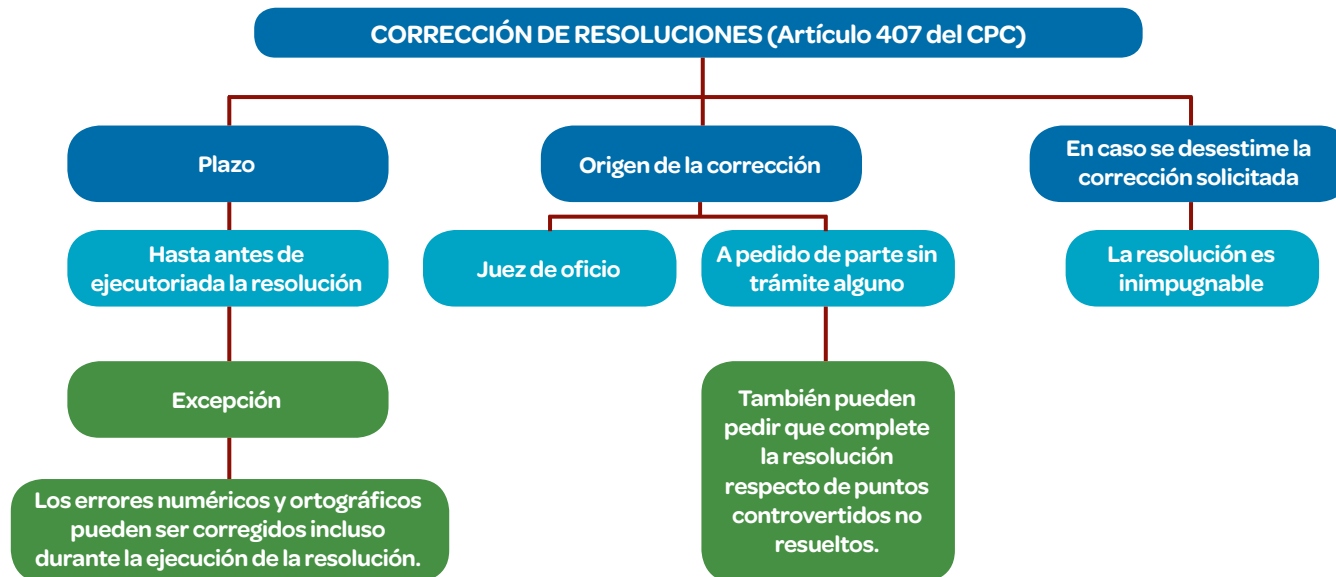 CORRECCIÓN DE RESOLUCIONES (Artículo 407 del CPC)
Plazo
Hasta antes de
ejecutoriada la resolución
Excepción
Los errores numéricos y ortográficos
pueden ser corregidos incluso
durante la ejecución de la resolución.
Origen de la corrección
Juez de oficio
A pedido de parte sin
trámite alguno
También pueden
pedir que complete
la resolución
respecto de puntos
controvertidos no
resueltos.
En caso se desestime la
corrección solicitada
La resolución es
inimpugnable